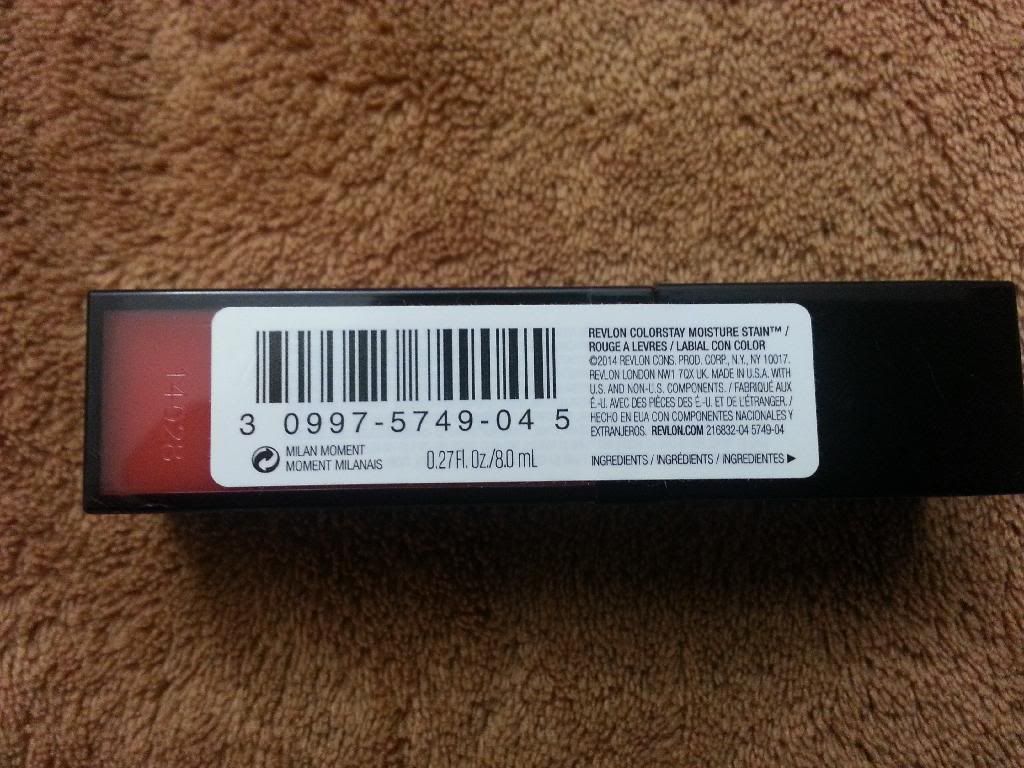 14028
3 0997-5749-04 5
MILAN MOMENT
MOMENT MILANAIS
0.27 Fl. Oz./8.0 mL
REVLON COLORSTAY MOISTURE STAIN™ /
ROUGE A LEVRES / LABIAL CON COLOR
©2014 REVLON CONS. PROD. CORP., N.Y., NY 10017.
REVLON LONDON NW1 7QX UK. MADE IN U.S.A. WITH
U.S. AND NON-U.S. COMPONENTS. / FABRIQUÉ AUX
É.-U. AVEC DES PIÈCES DES É.-U. ET DE L'ÉTRANGER. /
HECHO EN EUA CON COMPONENTES NACIONALES Y
EXTRANJEROS. REVLON.COM 216832-04 5749-04
INGREDIENTS / INGRÉDIENTS / INGREDIENTES ►